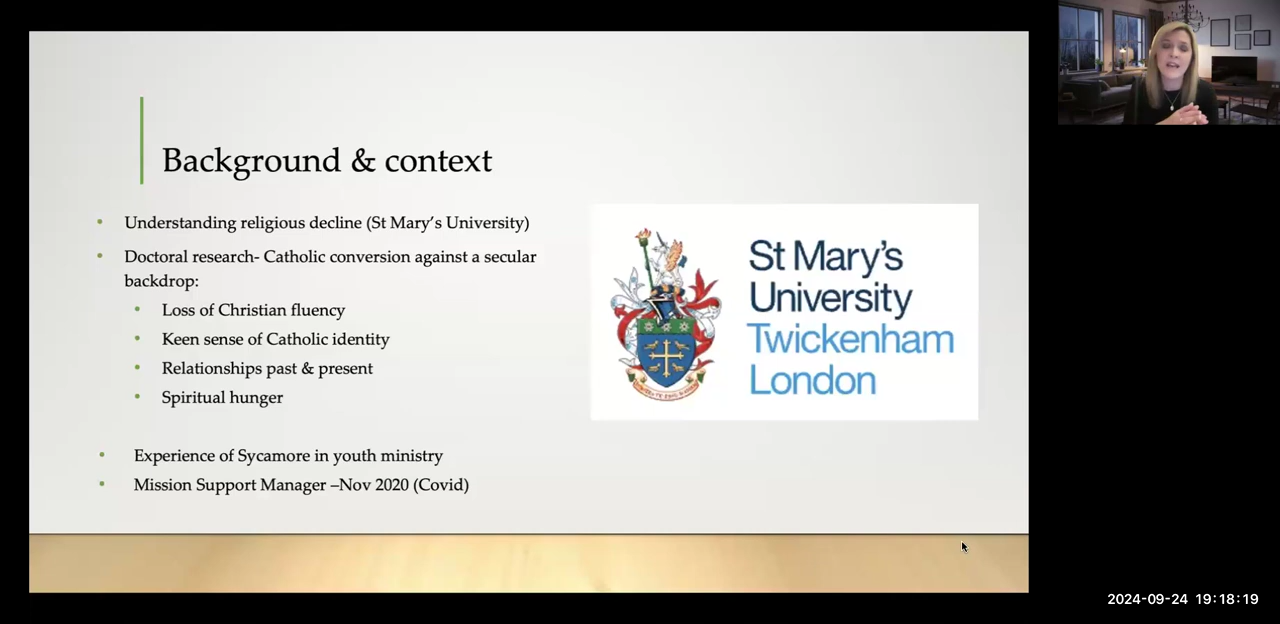 Background & context
• Understanding religious decline (St Mary’s University)
• Doctoral research- Catholic conversion against a secular
backdrop:
• Loss of Christian fluency
• Keen sense of Catholic identity
• Relationships past & present
• Spiritual hunger
• Experience of Sycamore in youth ministry
• Mission Support Manager –Nov 2020 (Covid)
St Mary’s
University
Twickenham
London
2024-09-24 19:18:19